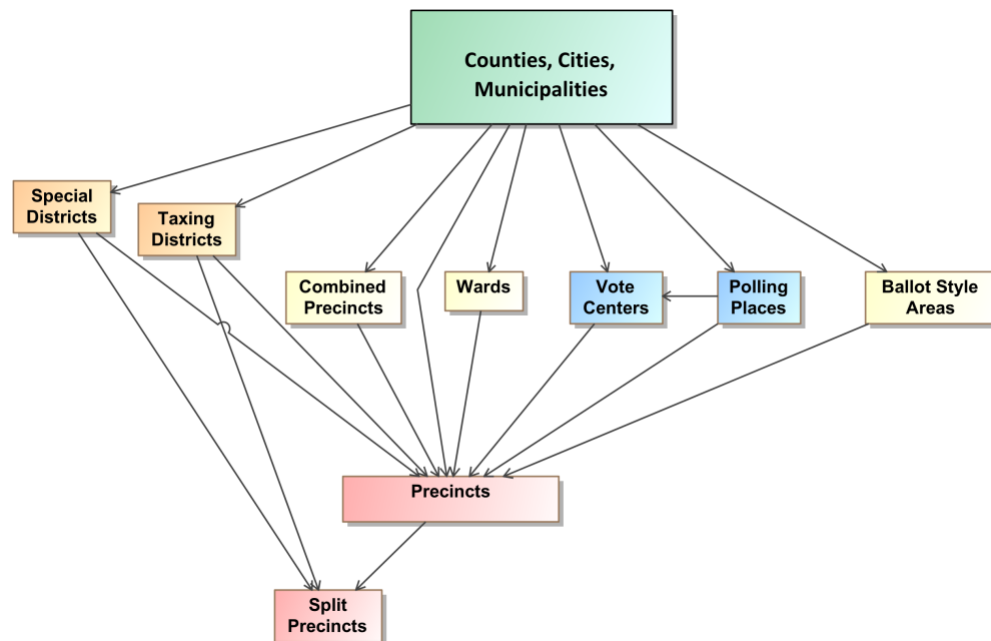 Counties, Cities,
Municipalities
Special
Districts
Taxing
Districts
Combined
Precincts
Wards
Vote
Centers
Polling
Places
Ballot Style
Areas
Precincts
Split
Precincts